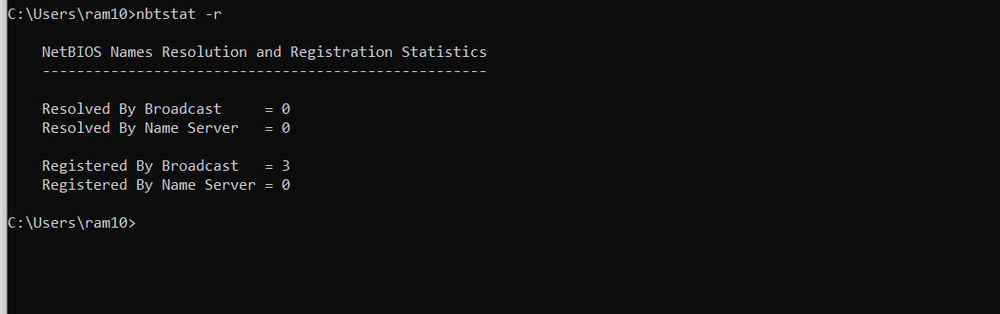 C:\Users\ram10>nbtstat -r
NetBIOS Names Resolution and Registration Statistics
----------------------------------------------------
Resolved By Broadcast     = 0
Resolved By Name Server   = 0
Registered By Broadcast   = 3
Registered By Name Server = 0
C:\Users\ram10>